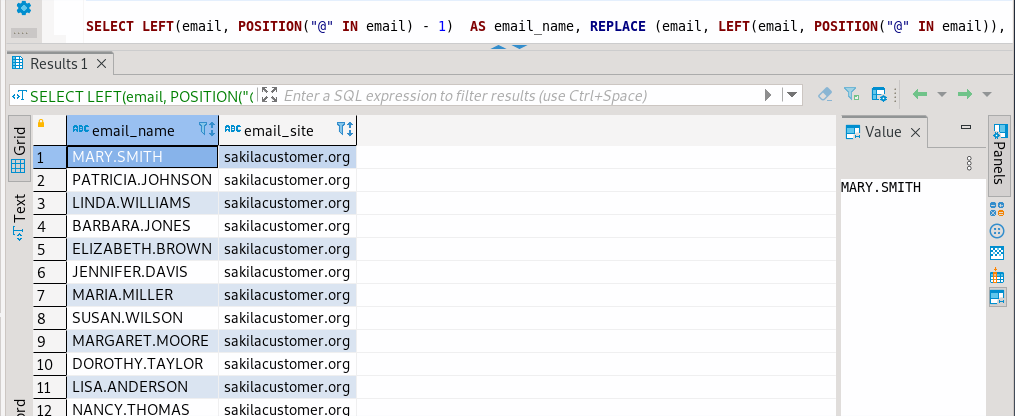 SELECT LEFT(email, POSITION("@" IN email) - 1)  AS email_name, REPLACE (email, LEFT(email, POSITION("@" IN email)),
Results 1
SELECT LEFT(email, POSITION("( Enter a SQL expression to filter results (use Ctrl+Space)
Grid
Text
ABC email_name ABC email_site
1 MARY.SMITH sakilacustomer.org
2 PATRICIA.JOHNSON sakilacustomer.org
3 LINDA.WILLIAMS sakilacustomer.org
4 BARBARA.JONES sakilacustomer.org
5 ELIZABETH.BROWN sakilacustomer.org
6 JENNIFER.DAVIS sakilacustomer.org
7 MARIA.MILLER sakilacustomer.org
8 SUSAN.WILSON sakilacustomer.org
9 MARGARET.MOORE sakilacustomer.org
10 DOROTHY.TAYLOR sakilacustomer.org
11 LISA.ANDERSON sakilacustomer.org
12 NANCY.THOMAS sakilacustomer.org
ord
Value
MARY.SMITH
Panels